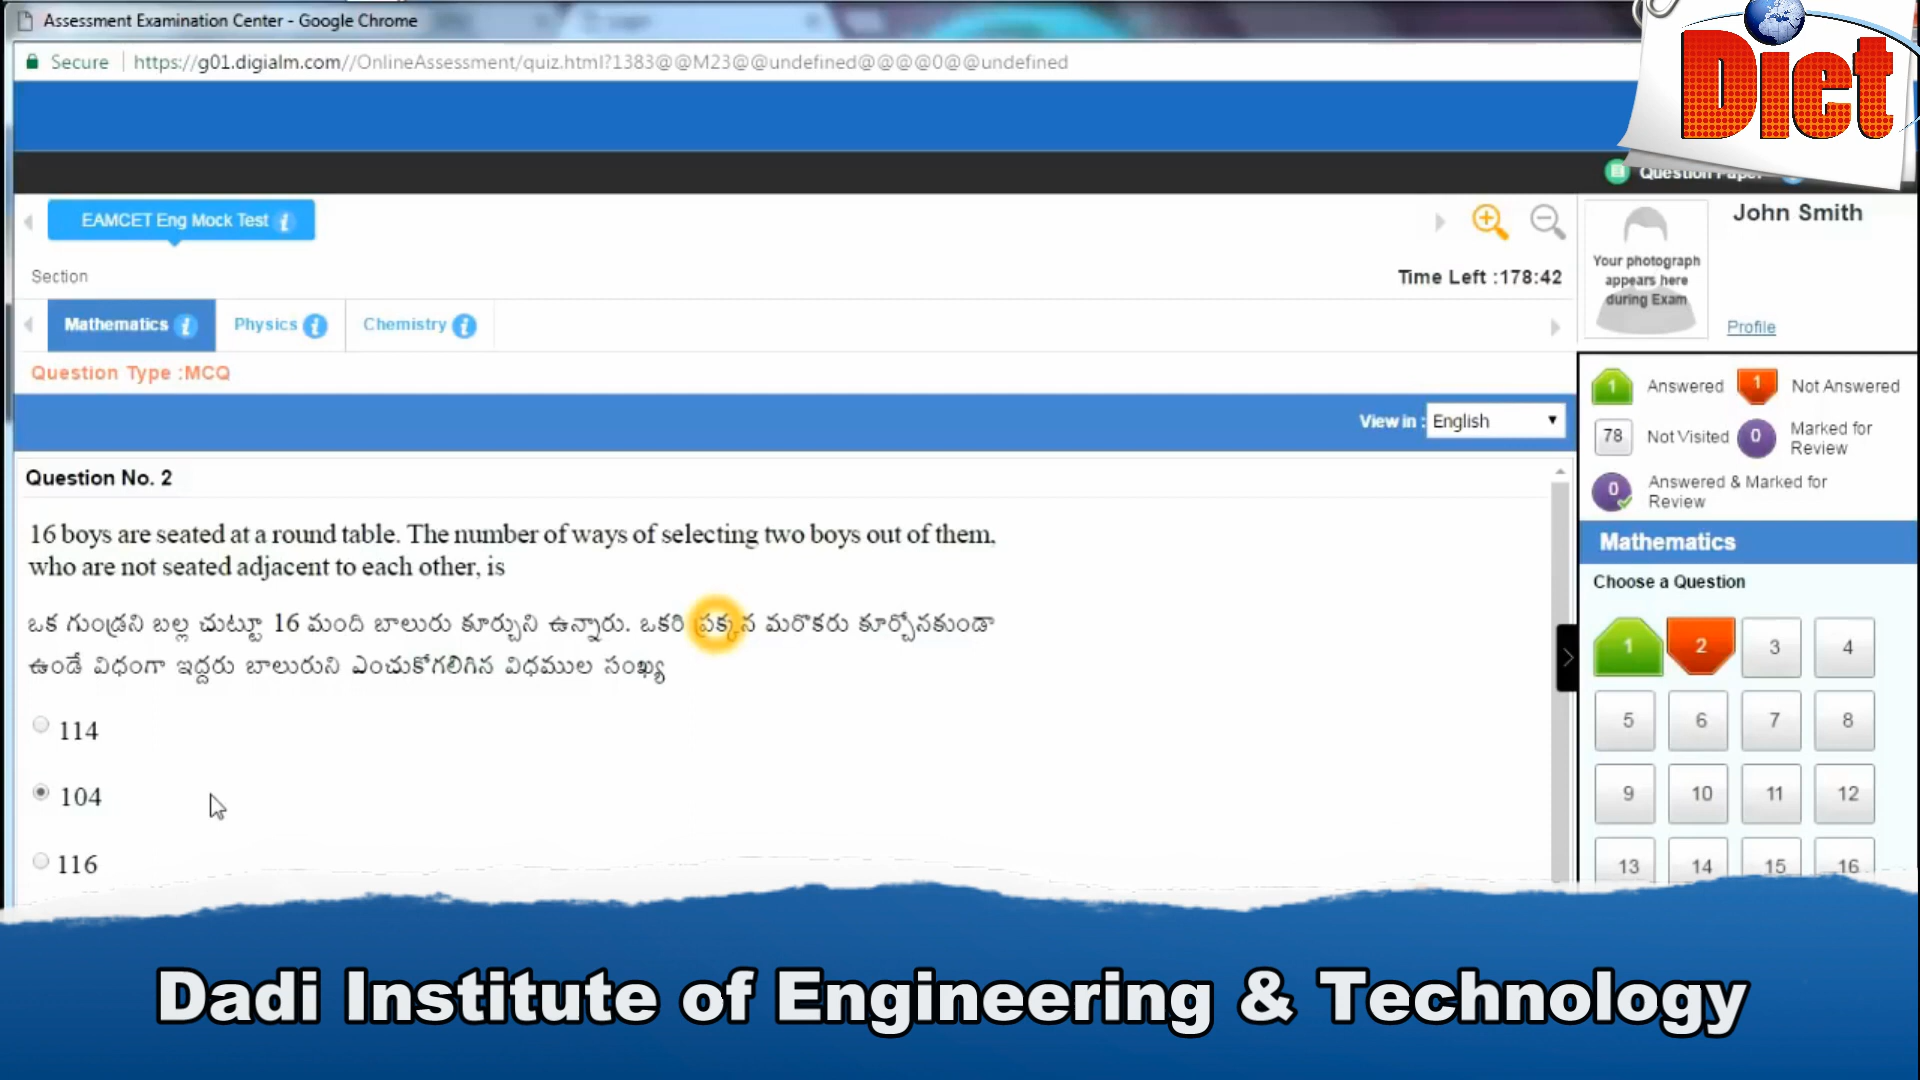 Assessment Examination Center - Google Chrome
Secure https://g01.digialm.com//OnlineAssessment/quiz.html?1383@@M23@@undefined@@@@0@@undefined
Diet
Question Paper
EAMCET Eng Mock Test i
John Smith
Your photograph
appears here
during Exam
Section
Time Left :178:42
Mathematics i Physics i Chemistry i
Profile
Question Type :MCQ
1 Answered 1 Not Answered
View in : English
78 Not Visited 0 Marked for
Review
0 Answered & Marked for
Review
Question No. 2
16 boys are seated at a round table. The number of ways of selecting two boys out of them,
who are not seated adjacent to each other, is
ఒక గుండ్రని బల్ల చుట్టూ 16 మంది బాలురు కూర్చుని ఉన్నారు. ఒకరి ప్రక్కన మరొకరు కూర్చోనకుండా
ఉండే విధంగా ఇద్దరు బాలురుని ఎంచుకోగలిగిన విధముల సంఖ్య
114
104
116
Mathematics
Choose a Question
1 2 3 4
5 6 7 8
9 10 11 12
13 14 15 16
Dadi Institute of Engineering & Technology